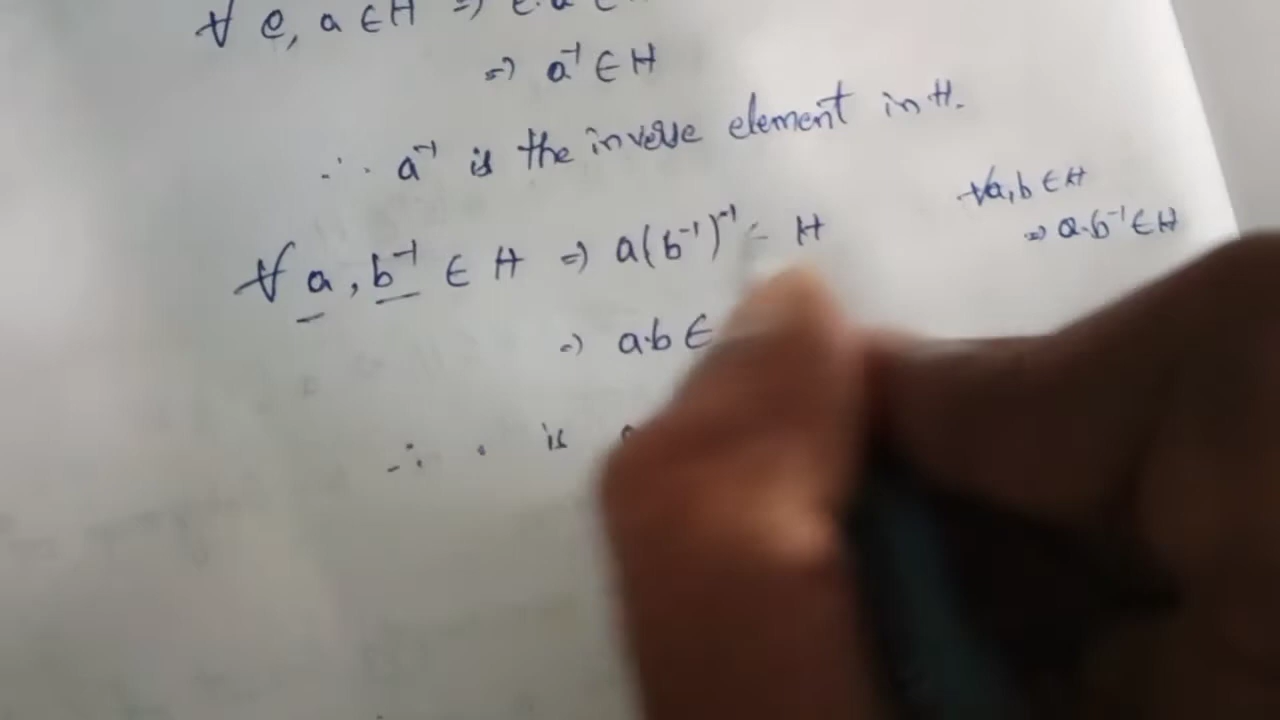 ∀ e, a ∈ H ⇒ e.a
⇒ a⁻¹ ∈ H
∴ a⁻¹ is the inverse element in H.
∀a,b ∈ H
⇒ a.b⁻¹ ∈ H
∀ a, b⁻¹ ∈ H ⇒ a(b⁻¹)⁻¹ = H
⇒ a.b ∈
∴ . is